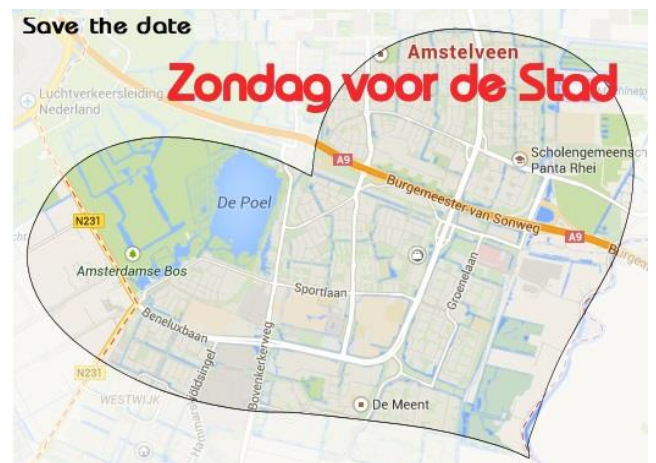 Save the date
Zondag voor de Stad
Amstelveen
Luchtverkeersleiding
Nederland
A9
Scholengemeensch
Panta Rhei
Burgemeester van Sonweg
A9
De Poel
N231
Amsterdamse Bos
Sportlaan
Groenelaan
Beneluxbaan
Bovenkerkerweg
N231
WESTWIJK
De Meent